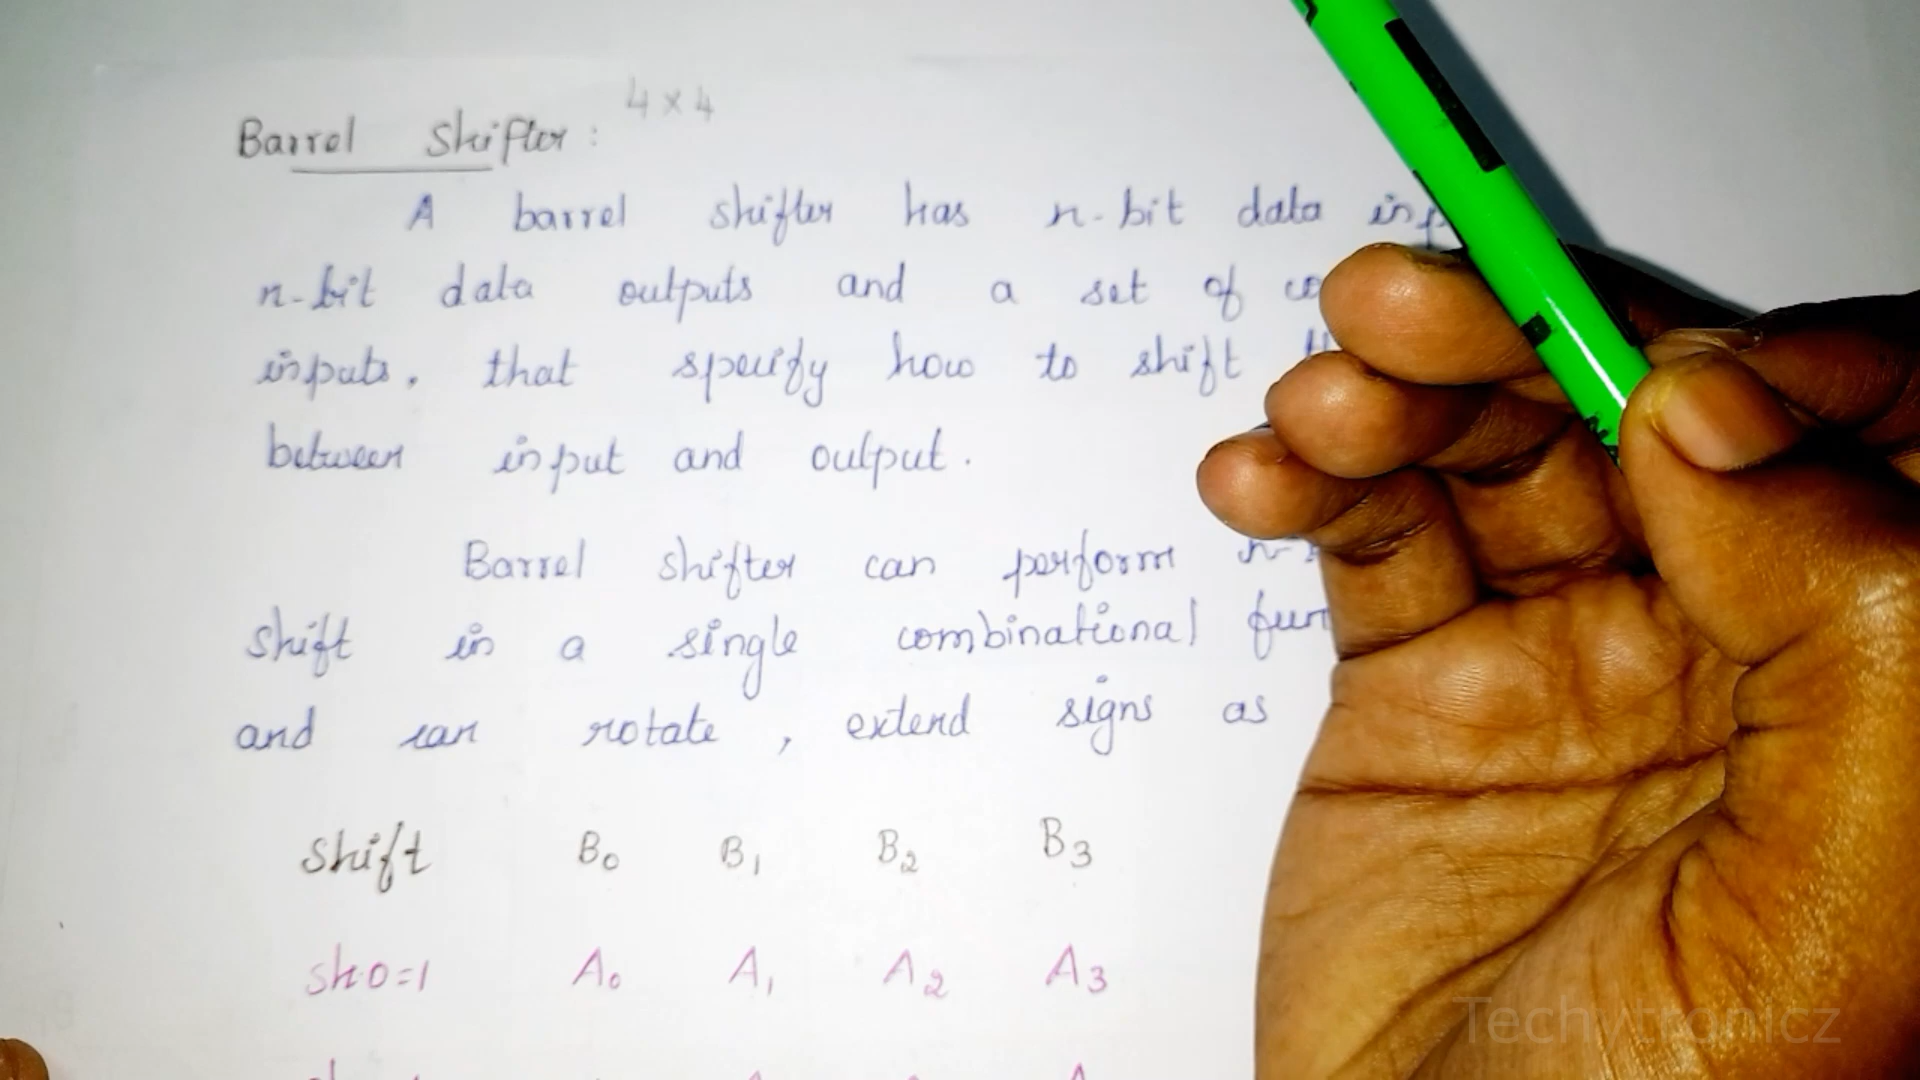 Barrel Shifter: 4×4
A barrel shifter has n-bit data
n-bit data outputs and a set of
inputs, that specify how to shift
between input and output.
Barrel shifter can perform
shift in a single combinational
and can rotate, extend signs as
Shift B₀ B₁ B₂ B₃
sh0=1 A₀ A₁ A₂ A₃
Techytronicz